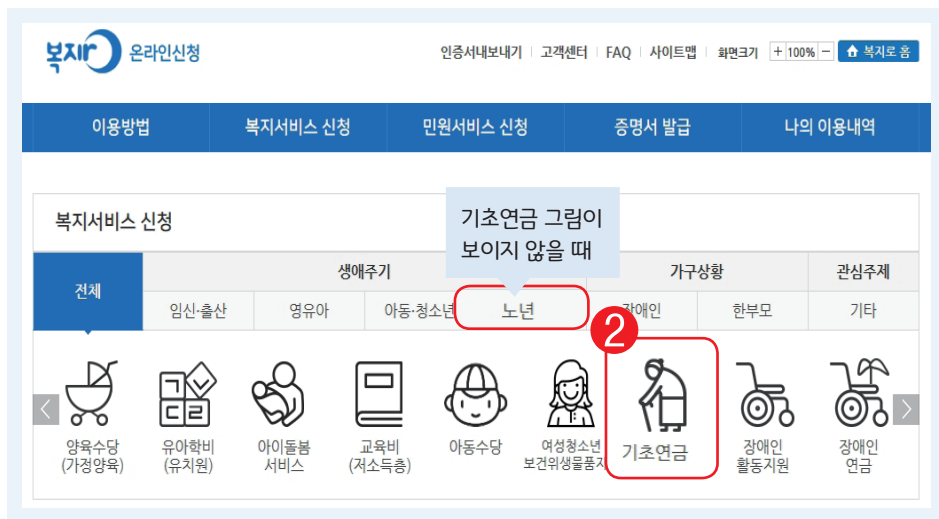 복지로 온라인신청
인증서내보내기 고객센터 FAQ 사이트맵 화면크기 + 100% - 복지로 홈
이용방법 복지서비스 신청 민원서비스 신청 증명서 발급 나의 이용내역
복지서비스 신청
기초연금 그림이
보이지 않을 때
전체 생애주기 가구상황 관심주제
임신·출산 영유아 아동·청소년 노년 장애인 한부모 기타
2
양육수당
(가정양육)
유아학비
(유치원)
아이돌봄
서비스
교육비
(저소득층)
아동수당
여성청소년
보건위생물품지
기초연금
장애인
활동지원
장애인
연금